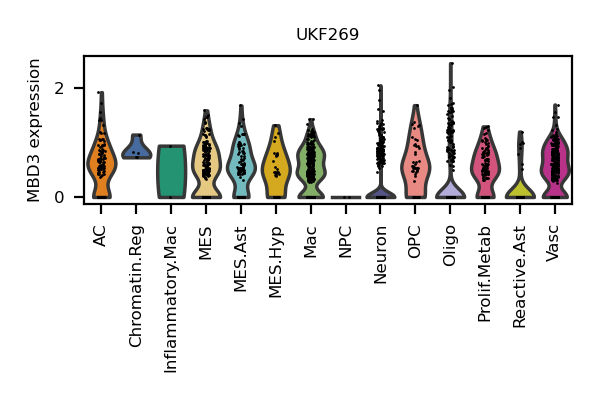 UKF269
MBD3 expression
2
0
AC
Chromatin.Reg
Inflammatory.Mac
MES
MES.Ast
MES.Hyp
Mac
NPC
Neuron
OPC
Oligo
Prolif.Metab
Reactive.Ast
Vasc